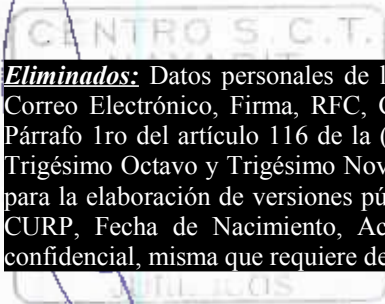 CENTRO S.C.T.
Eliminados: Datos personales de l
Correo Electrónico, Firma, RFC, C
Párrafo 1ro del artículo 116 de la (
Trigésimo Octavo y Trigésimo Nov
para la elaboración de versiones pú
CURP, Fecha de Nacimiento, Ac
confidencial, misma que requiere de